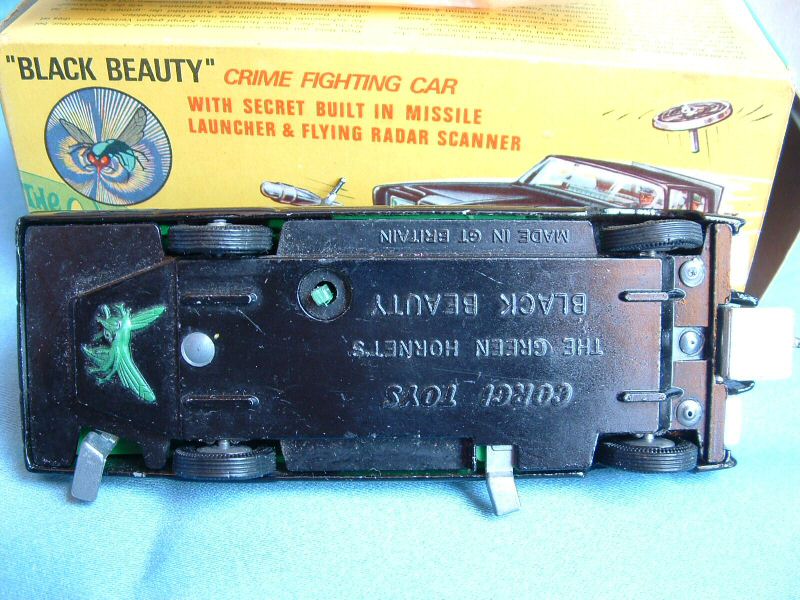 "BLACK BEAUTY" CRIME FIGHTING CAR
WITH SECRET BUILT IN MISSILE
LAUNCHER & FLYING RADAR SCANNER
THE
CORGI TOYS
THE GREEN HORNET'S
BLACK BEAUTY
MADE IN GT BRITAIN